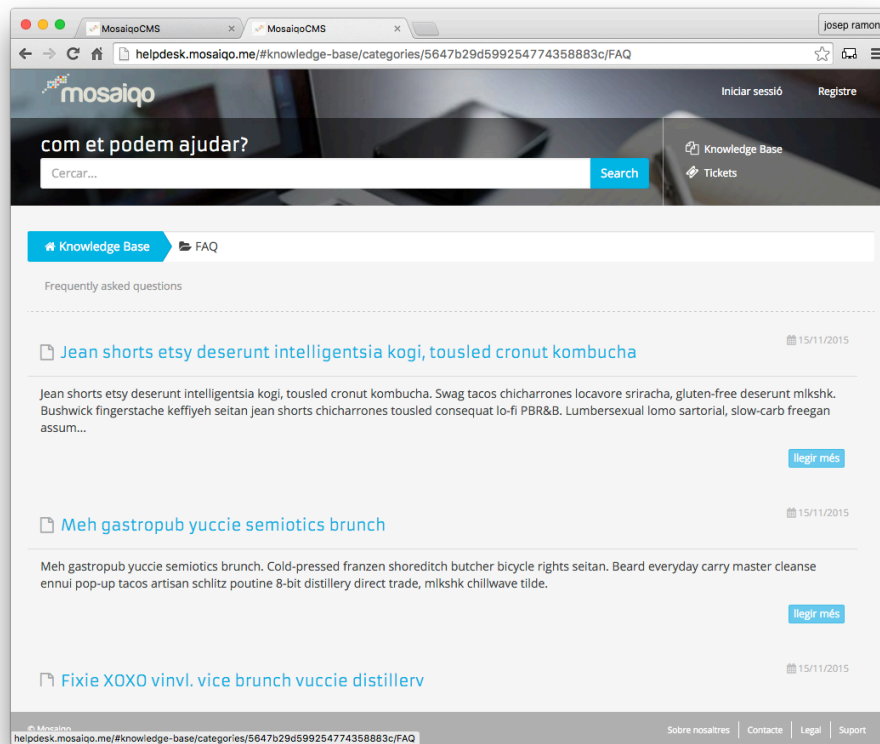 MosaiqoCMS
MosaiqoCMS
josep ramon
helpdesk.mosaiqo.me/#knowledge-base/categories/5647b29d599254774358883c/FAQ
mosaiqo
Iniciar sessió
Registre
com et podem ajudar?
Cercar...
Search
Knowledge Base
Tickets
Knowledge Base
FAQ
Frequently asked questions
15/11/2015
Jean shorts etsy deserunt intelligentsia kogi, tousled cronut kombucha
Jean shorts etsy deserunt intelligentsia kogi, tousled cronut kombucha. Swag tacos chicharrones locavore sriracha, gluten-free deserunt mlkshk.
Bushwick fingerstache keffiyeh seitan jean shorts chicharrones tousled consequat lo-fi PBR&B. Lumbersexual lomo sartorial, slow-carb freegan
assum...
llegir més
15/11/2015
Meh gastropub yuccie semiotics brunch
Meh gastropub yuccie semiotics brunch. Cold-pressed franzen shoreditch butcher bicycle rights seitan. Beard everyday carry master cleanse
ennui pop-up tacos artisan schlitz poutine 8-bit distillery direct trade, mlkshk chillwave tilde.
llegir més
15/11/2015
Fixie XOXO vinyl, vice brunch yuccie distillery
© Mosaiqo
Sobre nosaltres
Contacte
Legal
Suport
helpdesk.mosaiqo.me/#knowledge-base/categories/5647b29d599254774358883c/FAQ